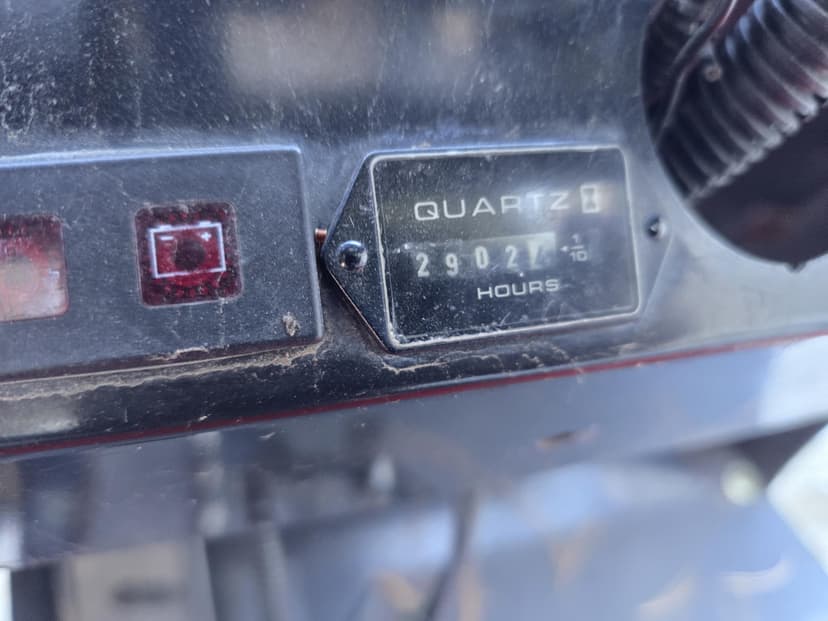 - +
QUARTZ
2902
1/10
HOURS